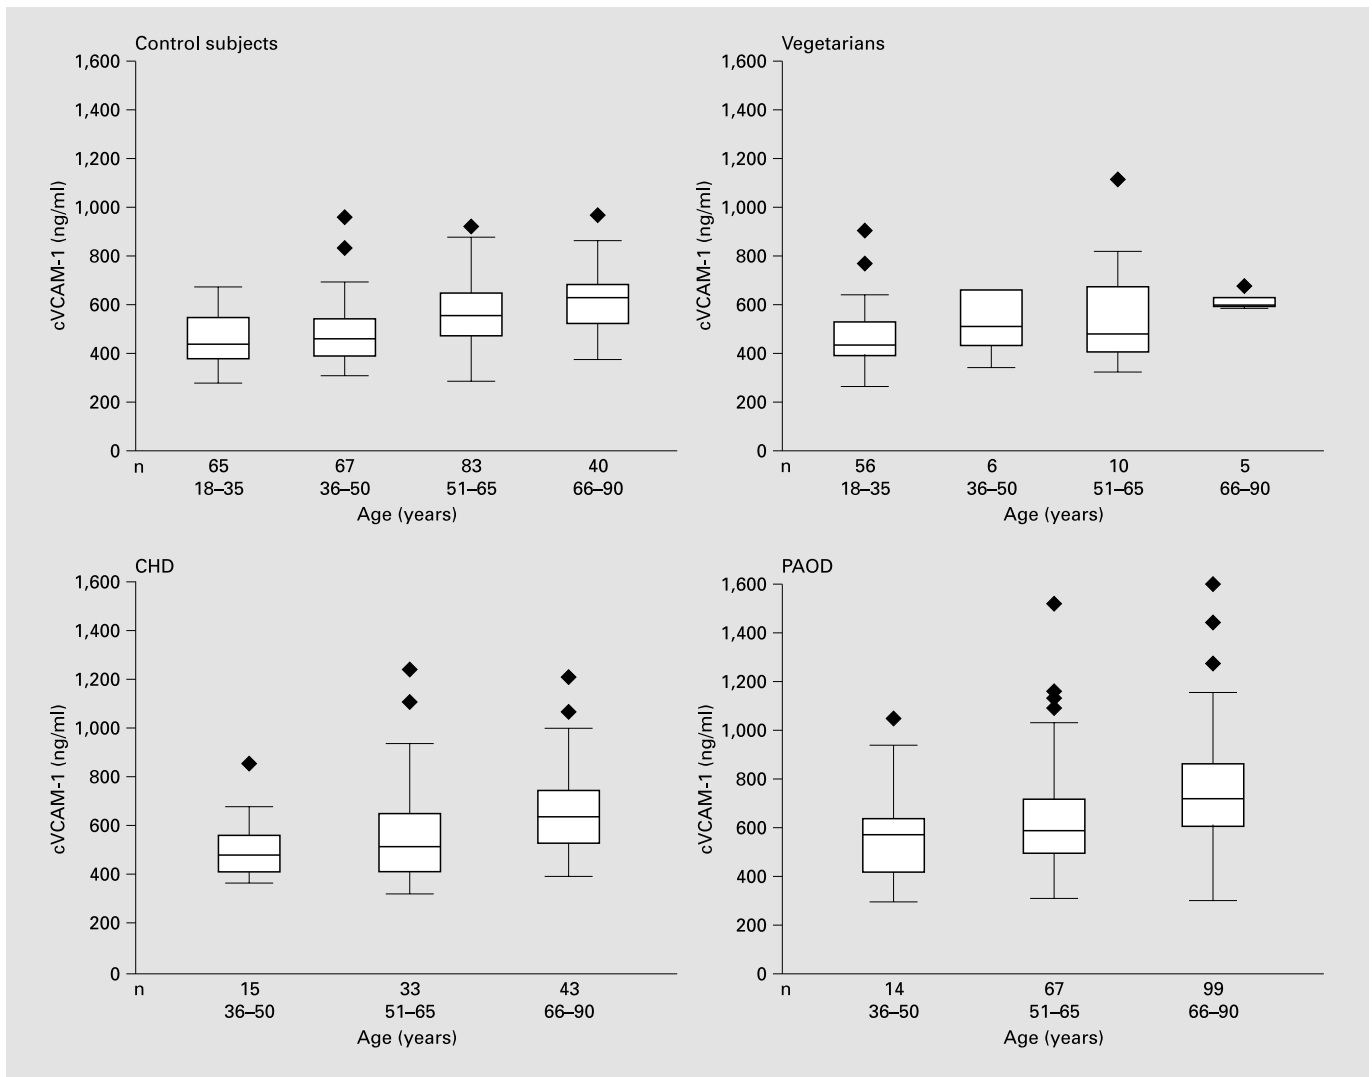 Control subjects
1,600
1,400
1,200
1,000
800
600
400
200
0
cVCAM-1 (ng/ml)
n 65 67 83 40
18–35 36–50 51–65 66–90
Age (years)
Vegetarians
1,600
1,400
1,200
1,000
800
600
400
200
0
cVCAM-1 (ng/ml)
n 56 6 10 5
18–35 36–50 51–65 66–90
Age (years)
CHD
1,600
1,400
1,200
1,000
800
600
400
200
0
cVCAM-1 (ng/ml)
n 15 33 43
36–50 51–65 66–90
Age (years)
PAOD
1,600
1,400
1,200
1,000
800
600
400
200
0
cVCAM-1 (ng/ml)
n 14 67 99
36–50 51–65 66–90
Age (years)